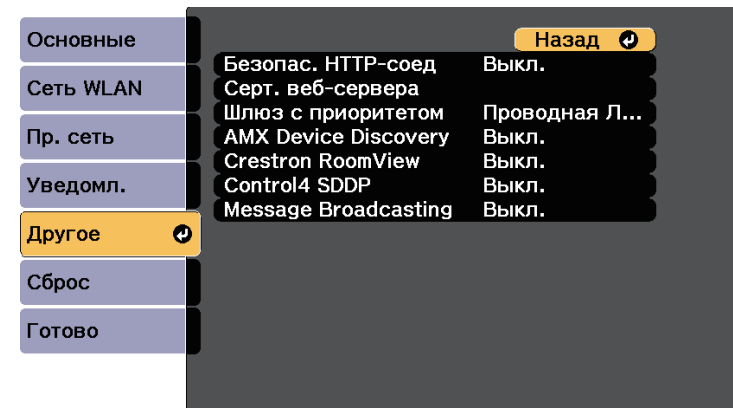 Основные
Сеть WLAN
Пр. сеть
Уведомл.
Другое
Сброс
Готово
Назад
Безопас. HTTP-соед Выкл.
Серт. веб-сервера
Шлюз с приоритетом Проводная Л...
AMX Device Discovery Выкл.
Crestron RoomView Выкл.
Control4 SDDP Выкл.
Message Broadcasting Выкл.